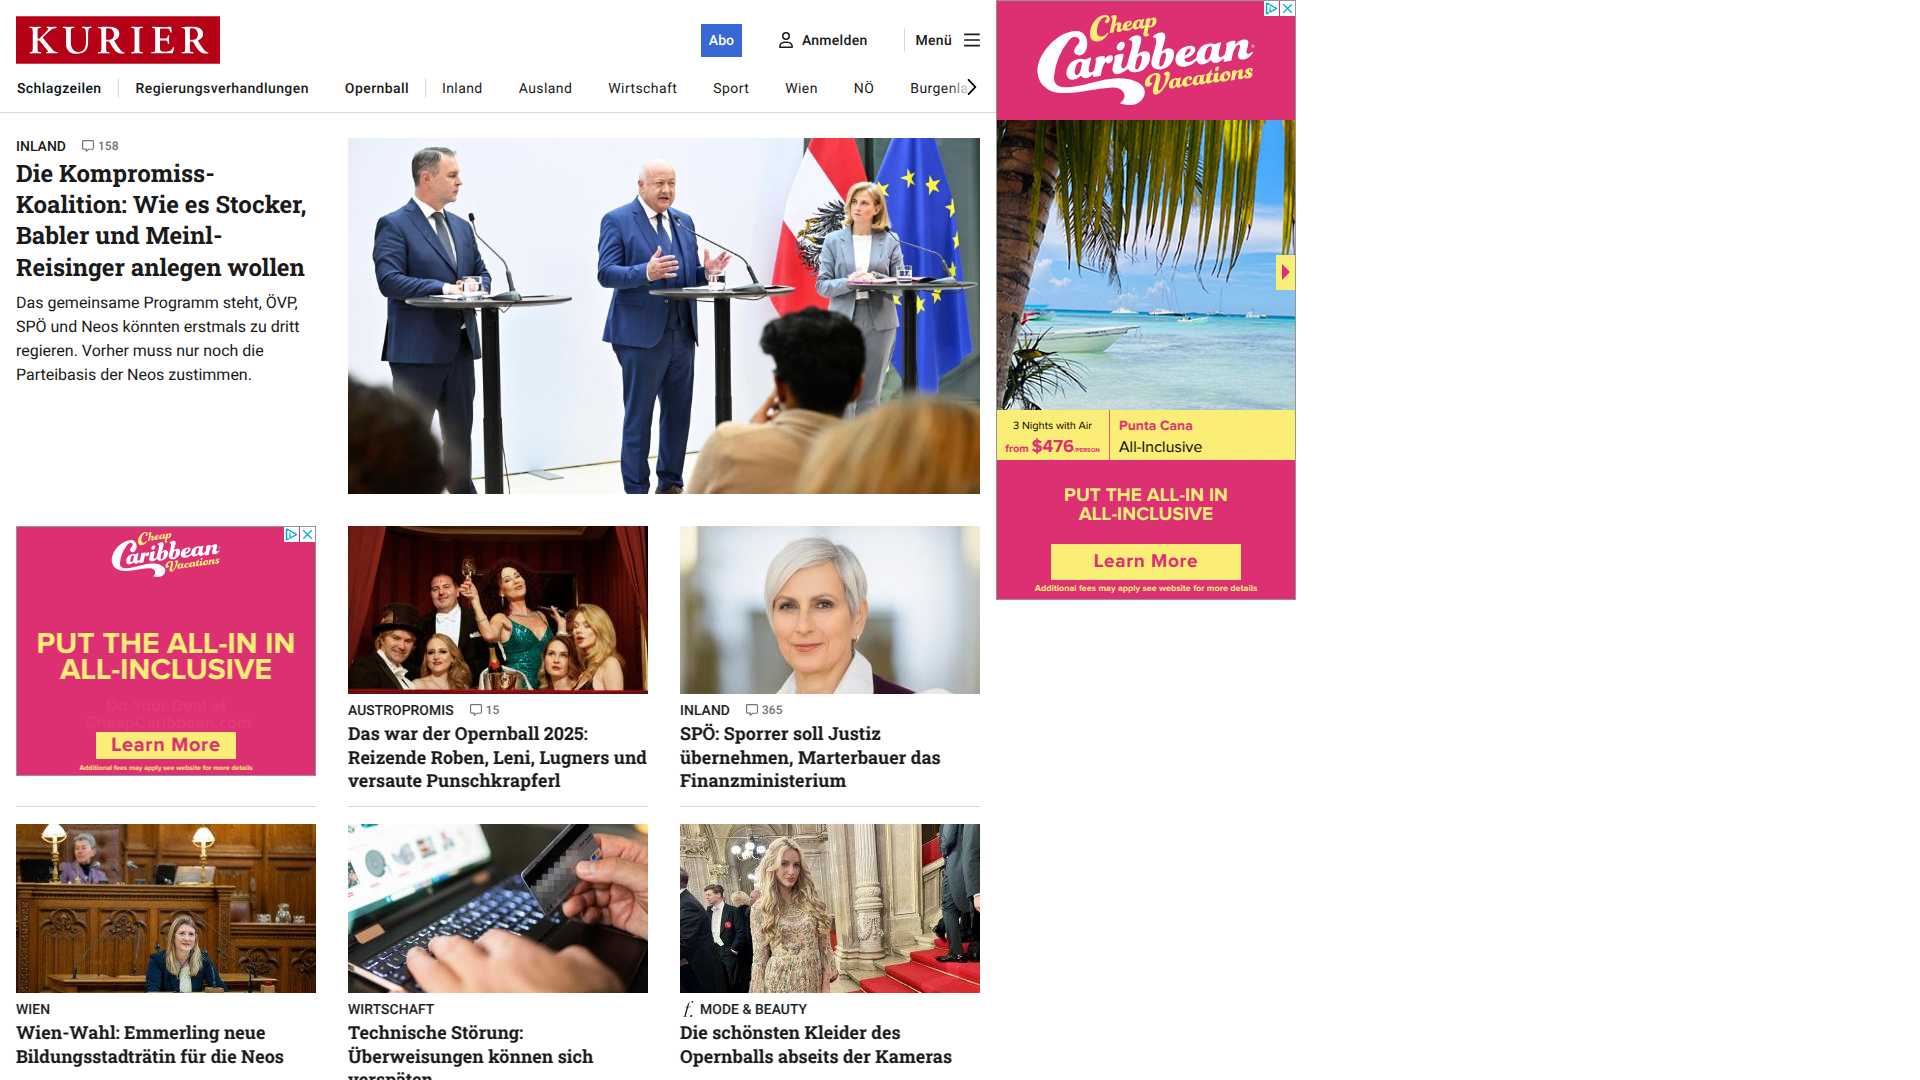 KURIER
Abo
Anmelden
Menü
Schlagzeilen
Regierungsverhandlungen
Opernball
Inland
Ausland
Wirtschaft
Sport
Wien
NÖ
INLAND 158
Die Kompromiss-
Koalition: Wie es Stocker,
Babler und Meinl-
Reisinger anlegen wollen
Das gemeinsame Programm steht, ÖVP,
SPÖ und Neos könnten erstmals zu dritt
regieren. Vorher muss nur noch die
Parteibasis der Neos zustimmen.
Cheap
Caribbean
Vacations
3 Nights with Air
from $476/PERSON
Punta Cana
All-Inclusive
PUT THE ALL-IN IN
ALL-INCLUSIVE
Learn More
Additional fees may apply see website for more details
Cheap
Caribbean
Vacations
PUT THE ALL-IN IN
ALL-INCLUSIVE
CheapCaribbean.com
Learn More
Additional fees may apply see website for more details
AUSTROPROMIS 15
Das war der Opernball 2025:
Reizende Roben, Leni, Lugners und
versaute Punschkrapferl
INLAND 365
SPÖ: Sporrer soll Justiz
übernehmen, Marterbauer das
Finanzministerium
WIEN
Wien-Wahl: Emmerling neue
Bildungsstadträtin für die Neos
WIRTSCHAFT
Technische Störung:
Überweisungen können sich
verspäten
f. MODE & BEAUTY
Die schönsten Kleider des
Opernballs abseits der Kameras